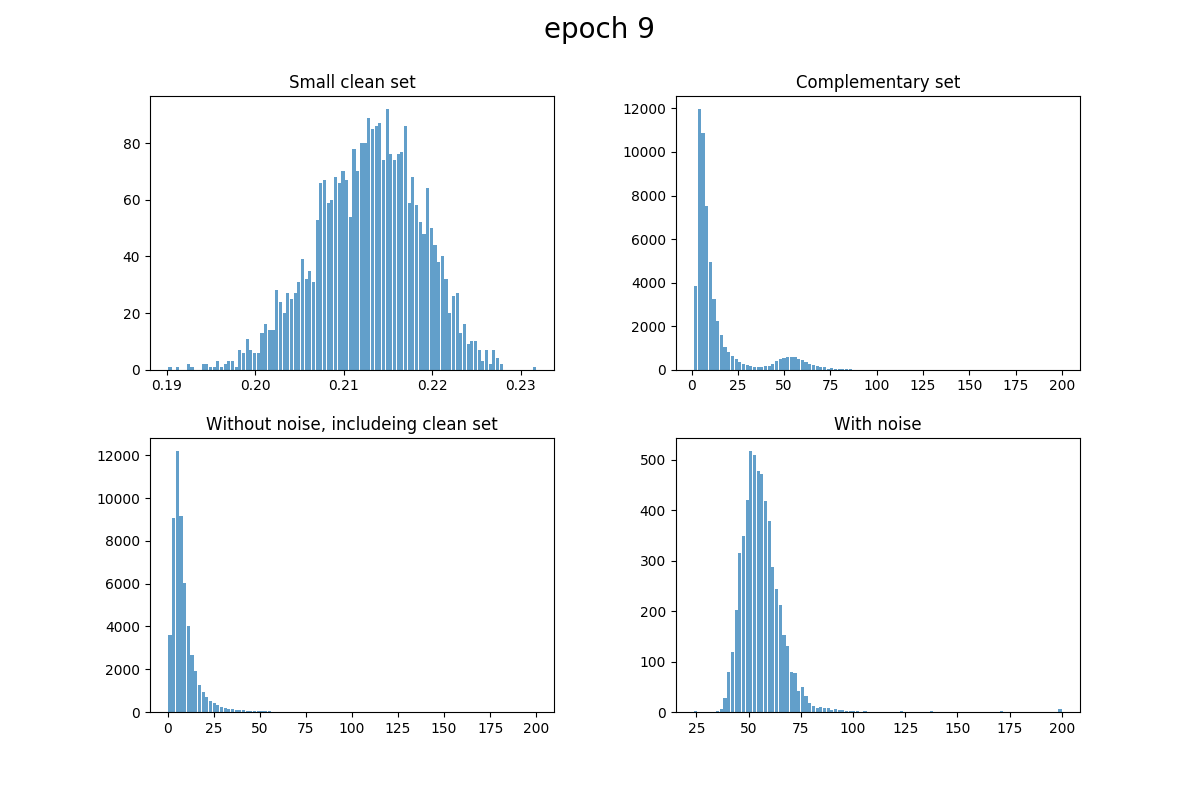 epoch 9
Small clean set
80
60
40
20
0
0.19 0.20 0.21 0.22 0.23
Complementary set
12000
10000
8000
6000
4000
2000
0
0 25 50 75 100 125 150 175 200
Without noise, includeing clean set
12000
10000
8000
6000
4000
2000
0
0 25 50 75 100 125 150 175 200
With noise
500
400
300
200
100
0
25 50 75 100 125 150 175 200